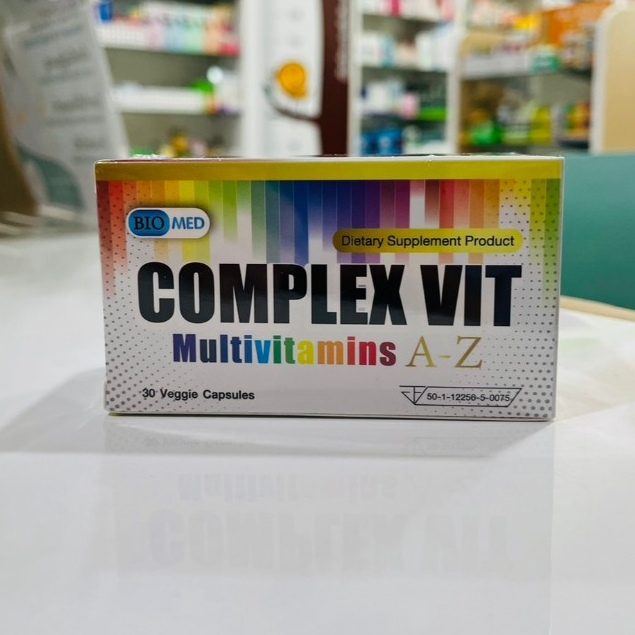 BIO MED
Dietary Supplement Product
COMPLEX VIT
Multivitamins A-Z
30 Veggie Capsules
50-1-12256-5-0075